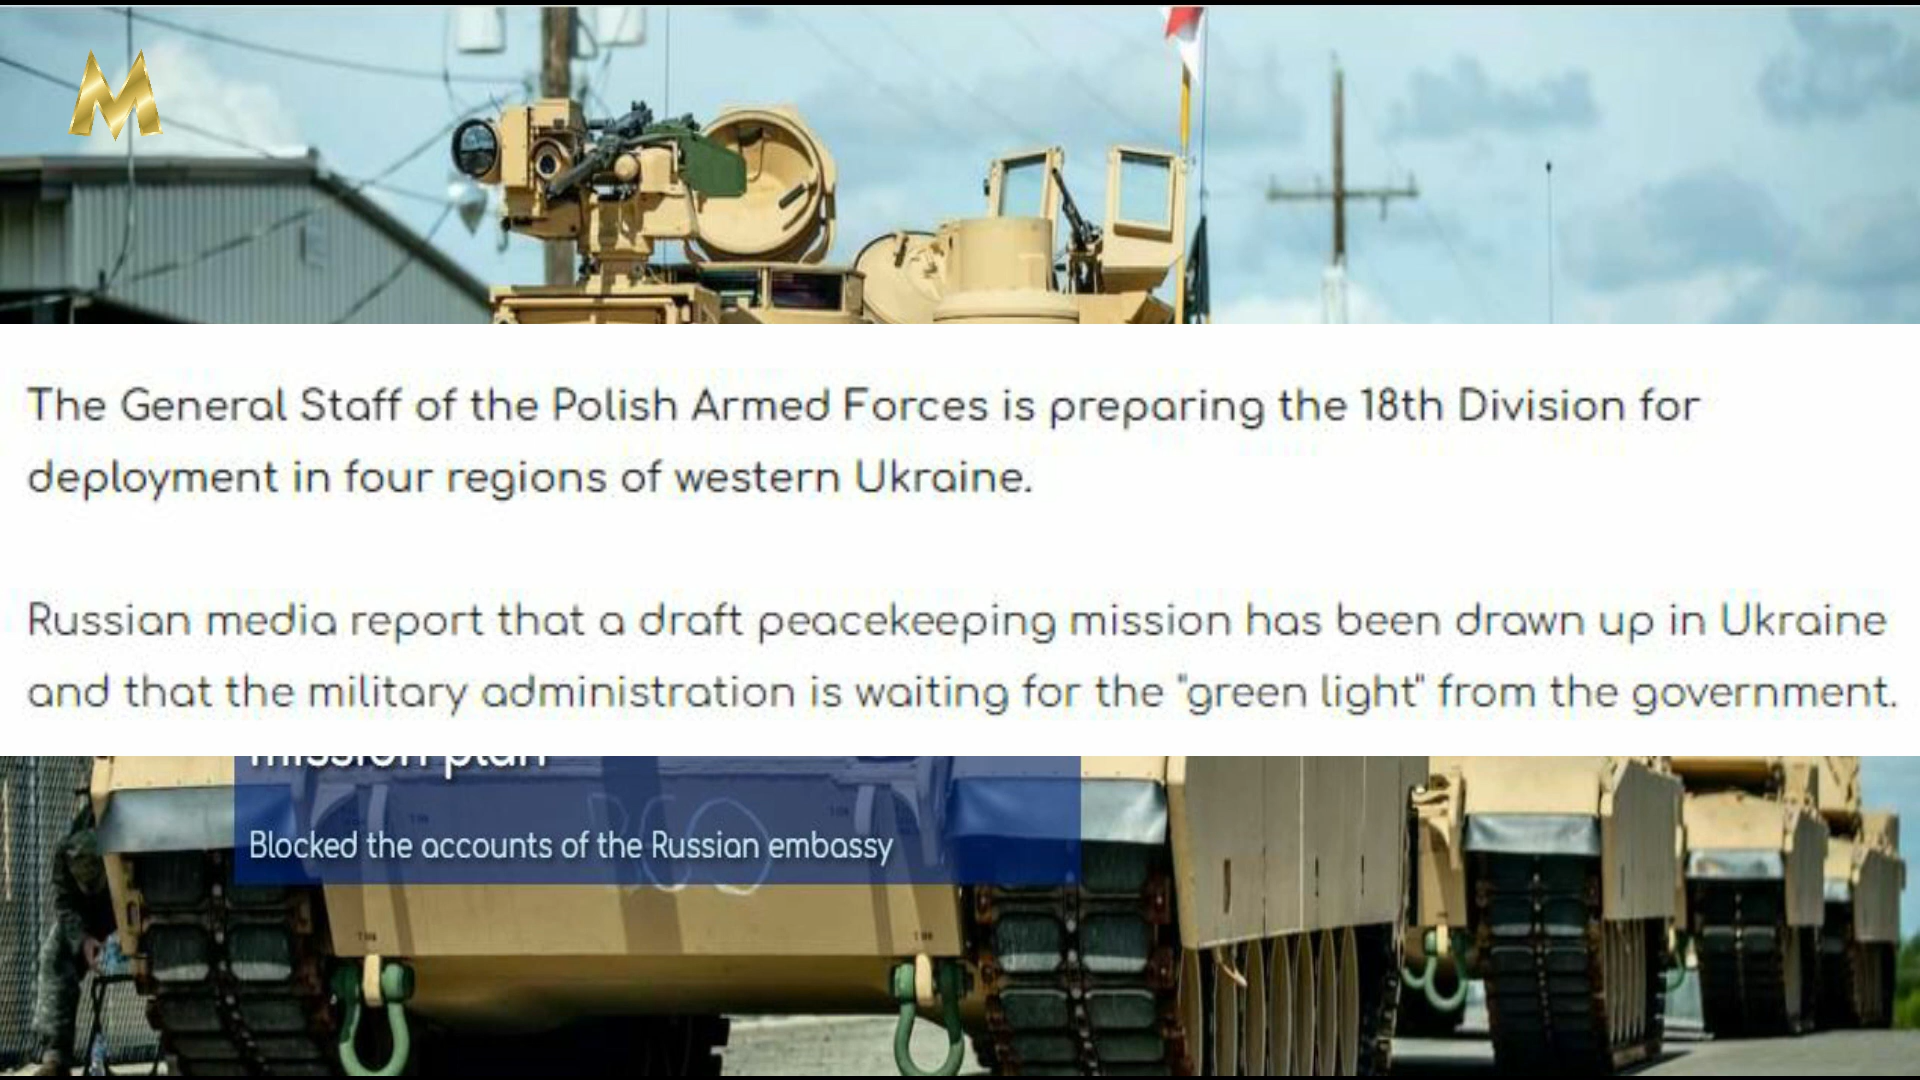 M
The General Staff of the Polish Armed Forces is preparing the 18th Division for
deployment in four regions of western Ukraine.
Russian media report that a draft peacekeeping mission has been drawn up in Ukraine
and that the military administration is waiting for the "green light" from the government.
mission plan
Blocked the accounts of the Russian embassy